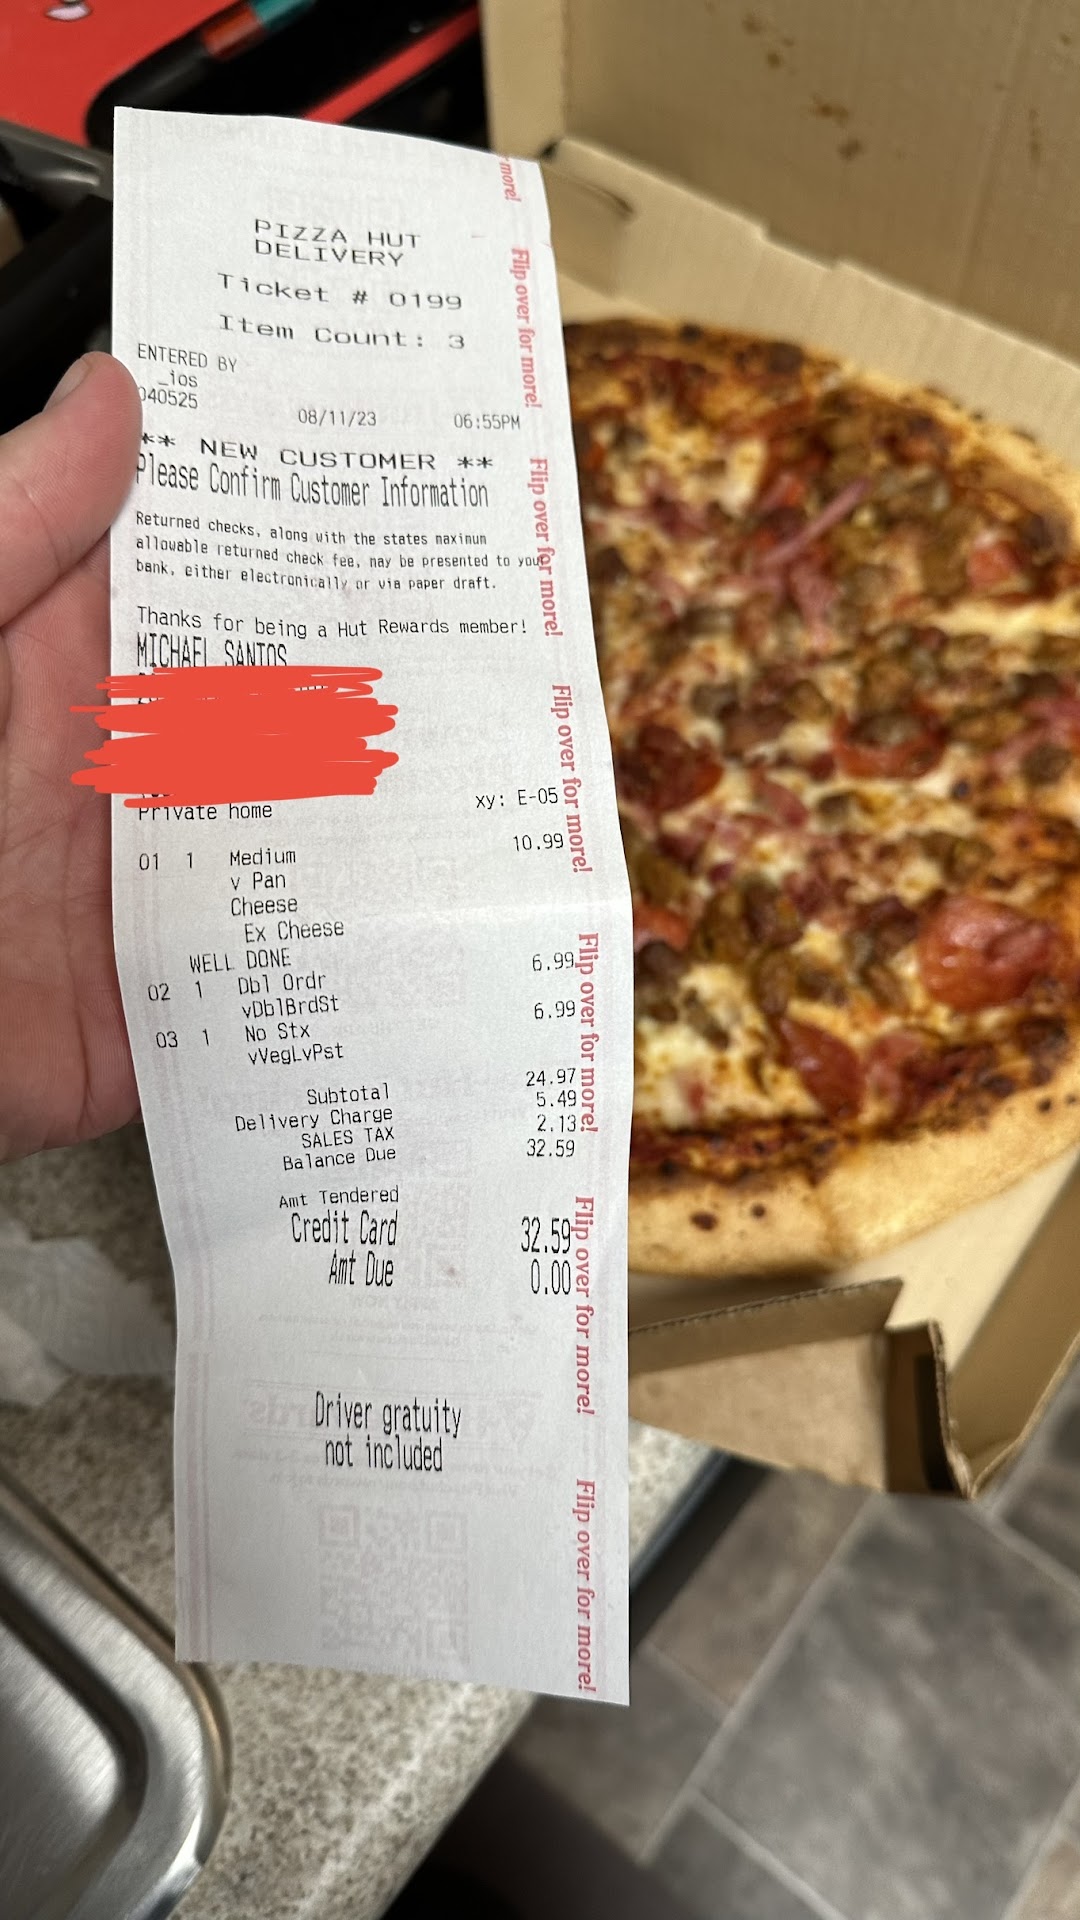 PIZZA HUT
DELIVERY
Ticket # 0199
Item Count: 3
ENTERED BY
_ios
040525
08/11/23 06:55PM
** NEW CUSTOMER **
Please Confirm Customer Information
Returned checks, along with the states maximum
allowable returned check fee, may be presented to your
bank, either electronically or via paper draft.
Thanks for being a Hut Rewards member!
MICHAEL SANTOS
Private home xy: E-05
01 1 Medium 10.99
v Pan
Cheese
Ex Cheese
WELL DONE
02 1 Dbl Ordr 6.99
vDblBrdSt
03 1 No Stx 6.99
vVegLvPst
Subtotal 24.97
Delivery Charge 5.49
SALES TAX 2.13
Balance Due 32.59
Amt Tendered
Credit Card 32.59
Amt Due 0.00
Driver gratuity
not included
more!
Flip over for more!
Flip over for more!
Flip over for more!
Flip over for more!
Flip over for more!
Flip over for more!